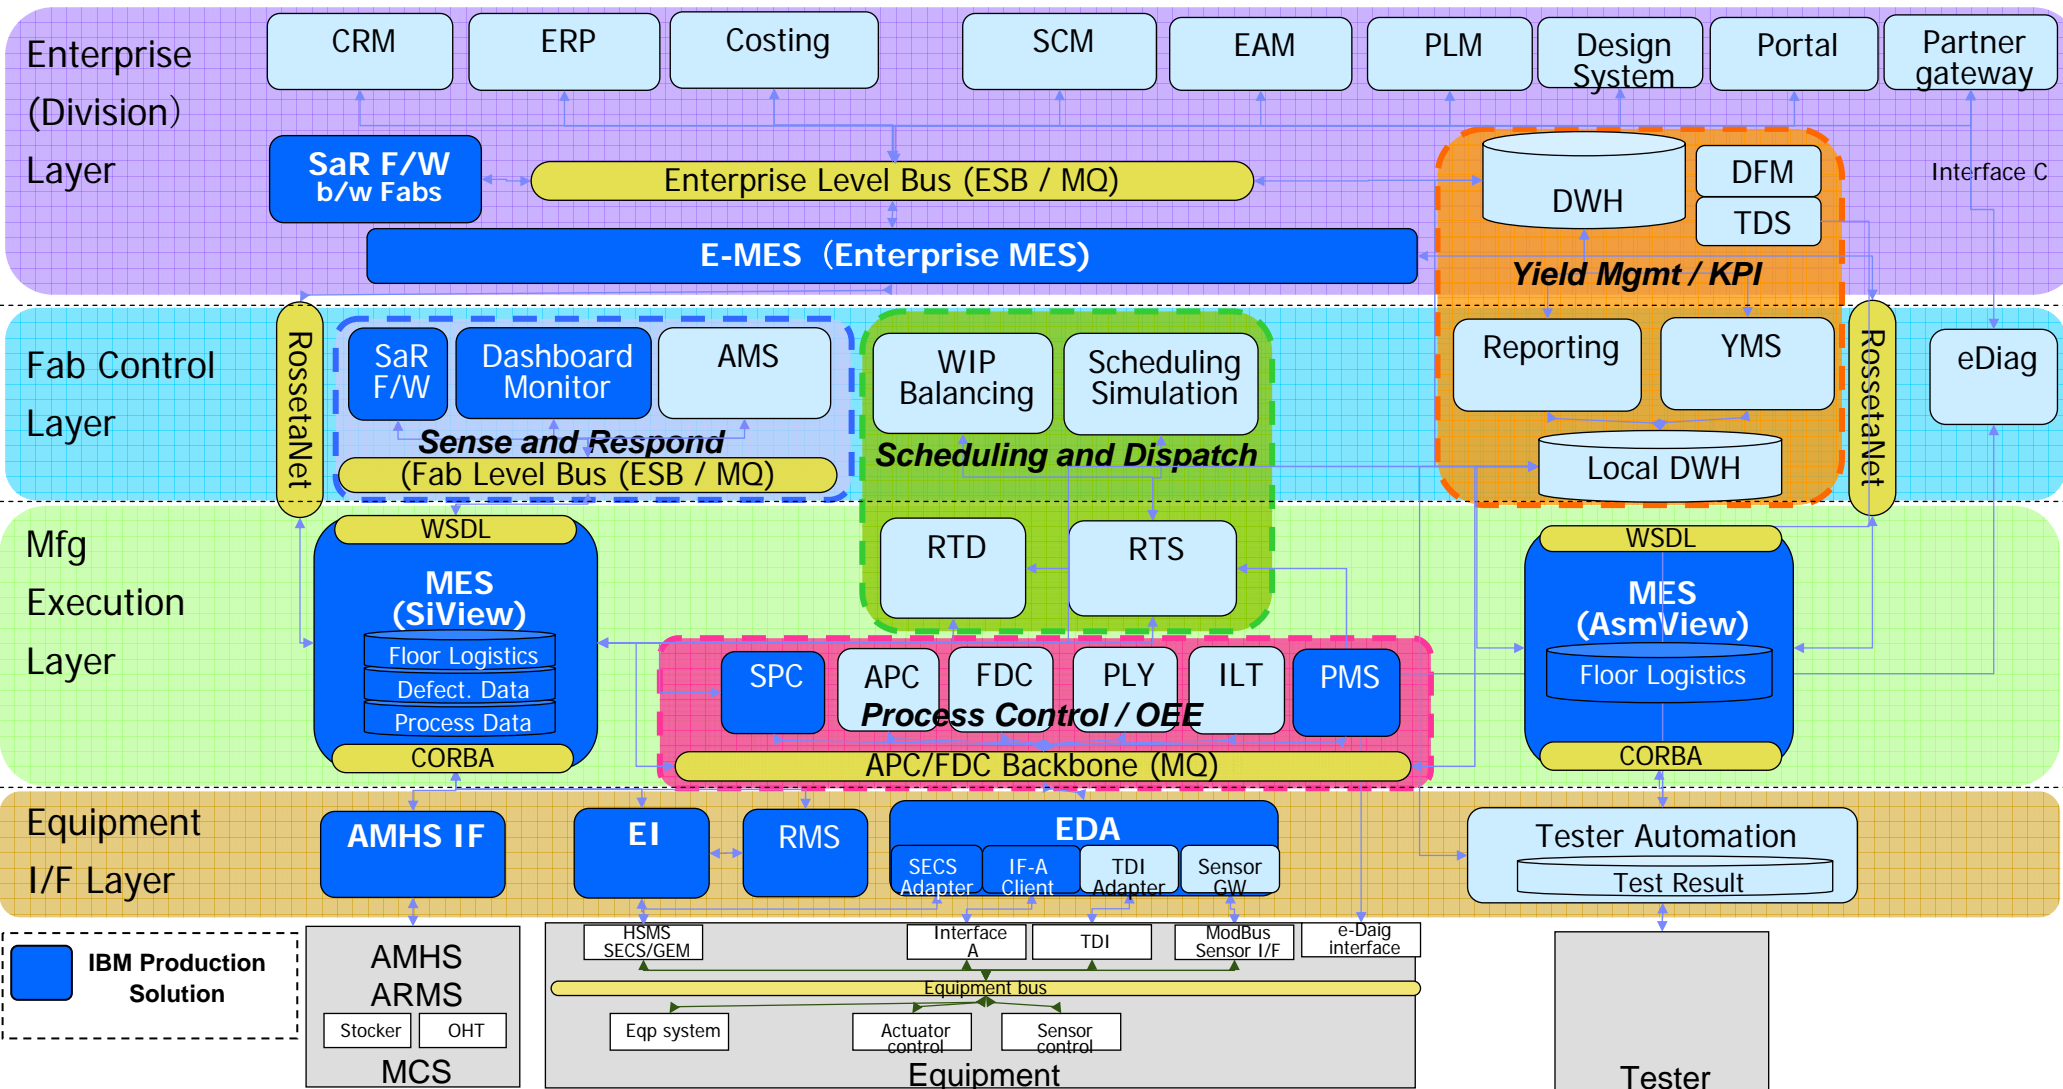 Enterprise
(Division)
Layer
CRM
ERP
Costing
SCM
EAM
PLM
Design
System
Portal
Partner
gateway
SaR F/W
b/w Fabs
Enterprise Level Bus (ESB / MQ)
DWH
DFM
TDS
Interface C
E-MES (Enterprise MES)
Yield Mgmt / KPI
Fab Control
Layer
RossetaNet
SaR
F/W
Dashboard
Monitor
AMS
Sense and Respond
(Fab Level Bus (ESB / MQ)
WIP
Balancing
Scheduling
Simulation
Scheduling and Dispatch
Reporting
YMS
Local DWH
RossetaNet
eDiag
Mfg
Execution
Layer
WSDL
MES
(SiView)
Floor Logistics
Defect. Data
Process Data
CORBA
RTD
RTS
SPC
APC
FDC
PLY
ILT
PMS
Process Control / OEE
APC/FDC Backbone (MQ)
WSDL
MES
(AsmView)
Floor Logistics
CORBA
Equipment
I/F Layer
AMHS IF
EI
RMS
EDA
SECS
Adapter
IF-A
Client
TDI
Adapter
Sensor
GW
Tester Automation
Test Result
IBM Production
Solution
AMHS
ARMS
Stocker
OHT
MCS
HSMS
SECS/GEM
Interface
A
TDI
ModBus
Sensor I/F
e-Daig
interface
Equipment bus
Eqp system
Actuator
control
Sensor
control
Equipment
Tester